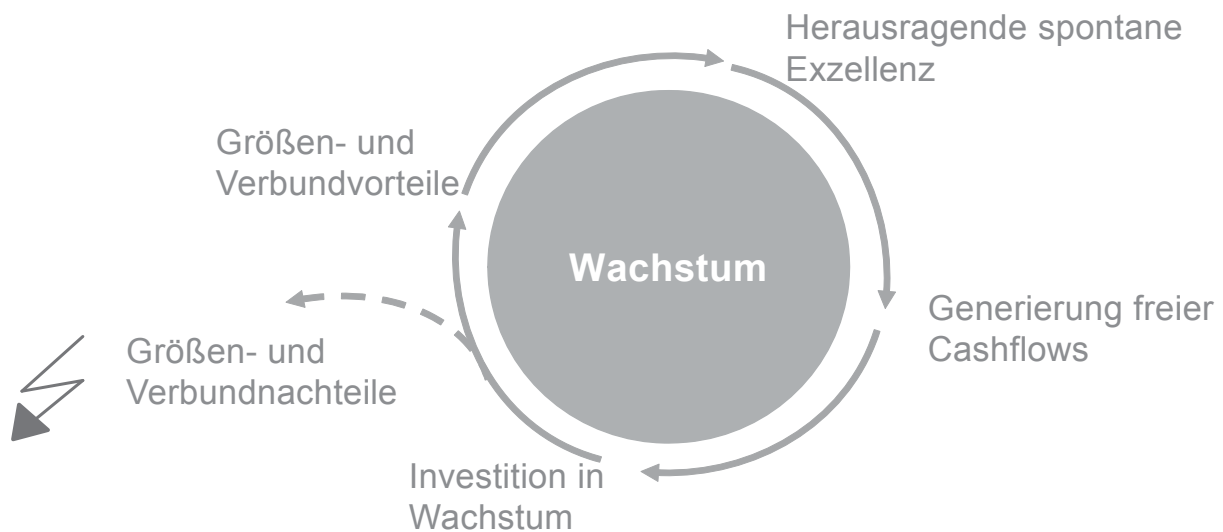 Herausragende spontane
Exzellenz
Größen- und
Verbundvorteile
Wachstum
Generierung freier
Cashflows
Größen- und
Verbundnachteile
Investition in
Wachstum